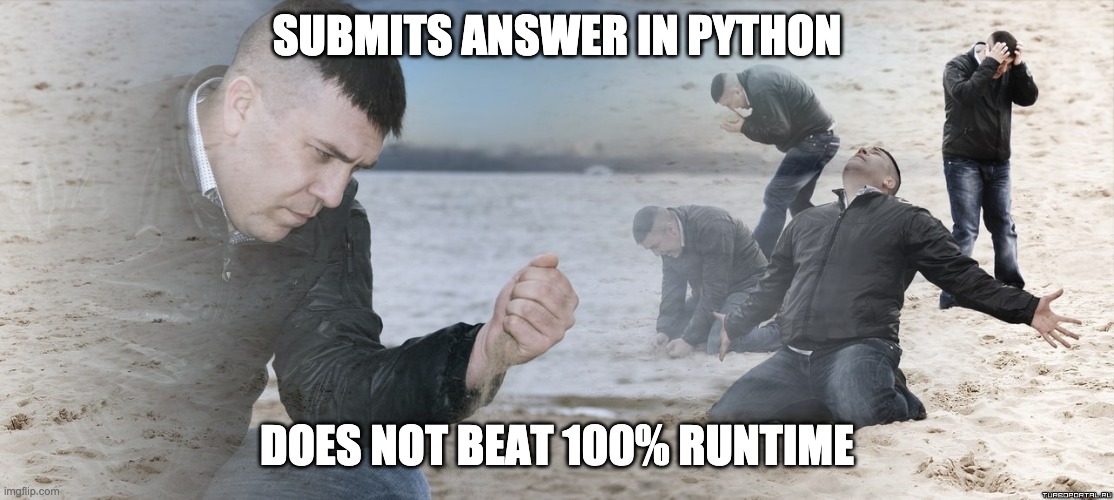 SUBMITS ANSWER IN PYTHON
DOES NOT BEAT 100% RUNTIME
imgflip.com